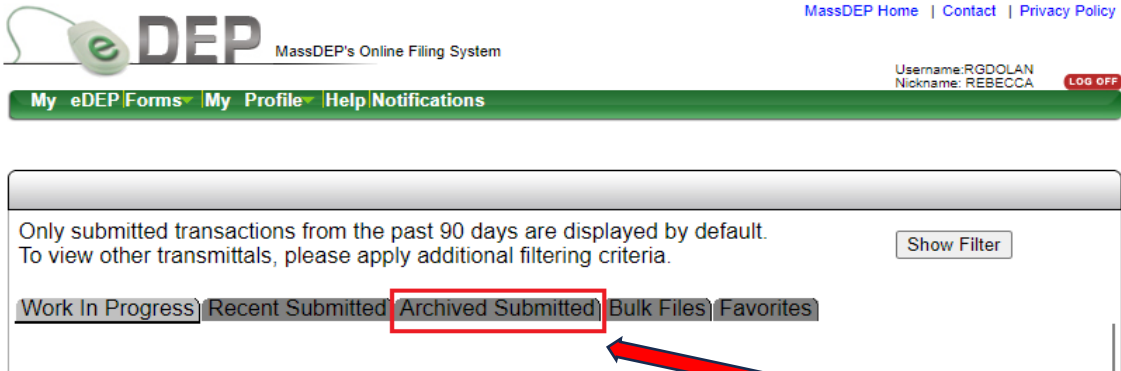 MassDEP Home | Contact | Privacy Policy
eDEP MassDEP's Online Filing System
Username:RGDOLAN
Nickname: REBECCA
LOG OFF
My eDEP|Forms |My Profile |Help|Notifications
Only submitted transactions from the past 90 days are displayed by default.
To view other transmittals, please apply additional filtering criteria.
Show Filter
Work In Progress Recent Submitted Archived Submitted Bulk Files Favorites